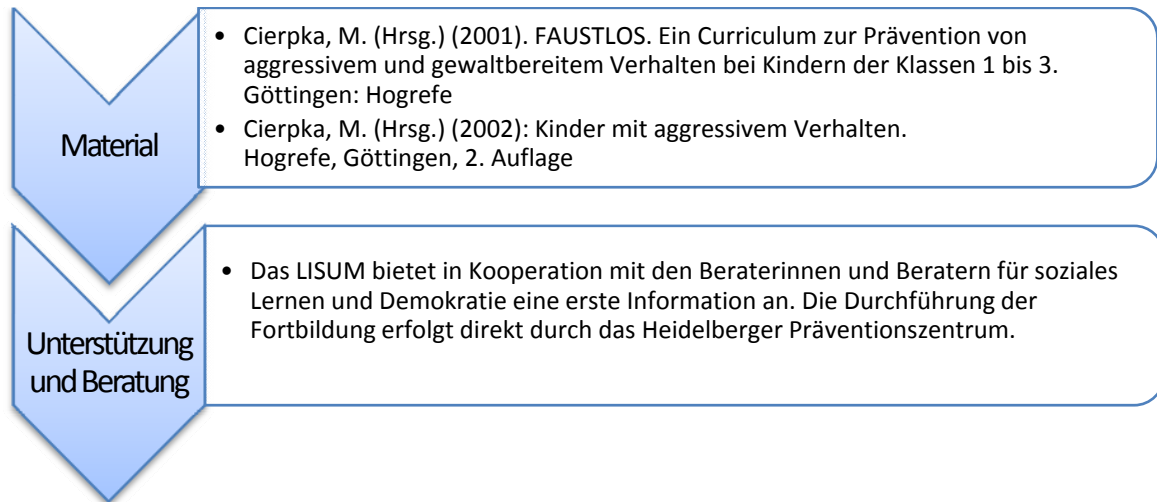 Material
• Cierpka, M. (Hrsg.) (2001). FAUSTLOS. Ein Curriculum zur Prävention von
aggressivem und gewaltbereitem Verhalten bei Kindern der Klassen 1 bis 3.
Göttingen: Hogrefe
• Cierpka, M. (Hrsg.) (2002): Kinder mit aggressivem Verhalten.
Hogrefe, Göttingen, 2. Auflage
Unterstützung
und Beratung
• Das LISUM bietet in Kooperation mit den Beraterinnen und Beratern für soziales
Lernen und Demokratie eine erste Information an. Die Durchführung der
Fortbildung erfolgt direkt durch das Heidelberger Präventionszentrum.